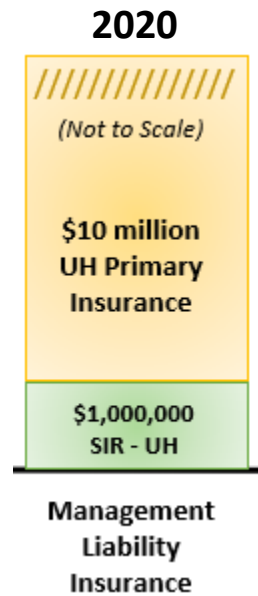 2020
(Not to Scale)
$10 million
UH Primary
Insurance
$1,000,000
SIR - UH
Management
Liability
Insurance